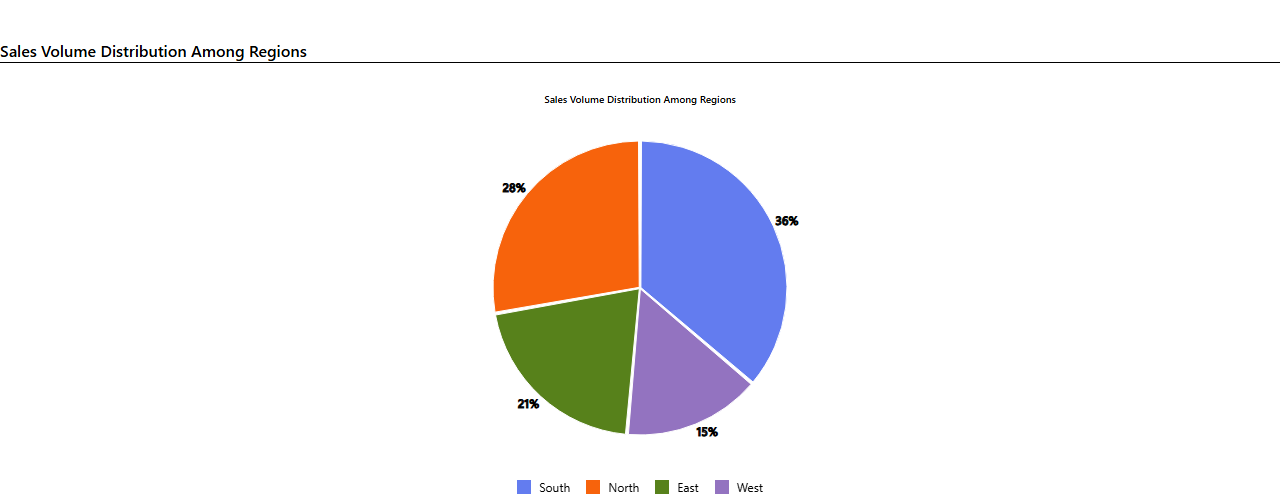 Sales Volume Distribution Among Regions
Sales Volume Distribution Among Regions
28%
36%
21%
15%
South North East West